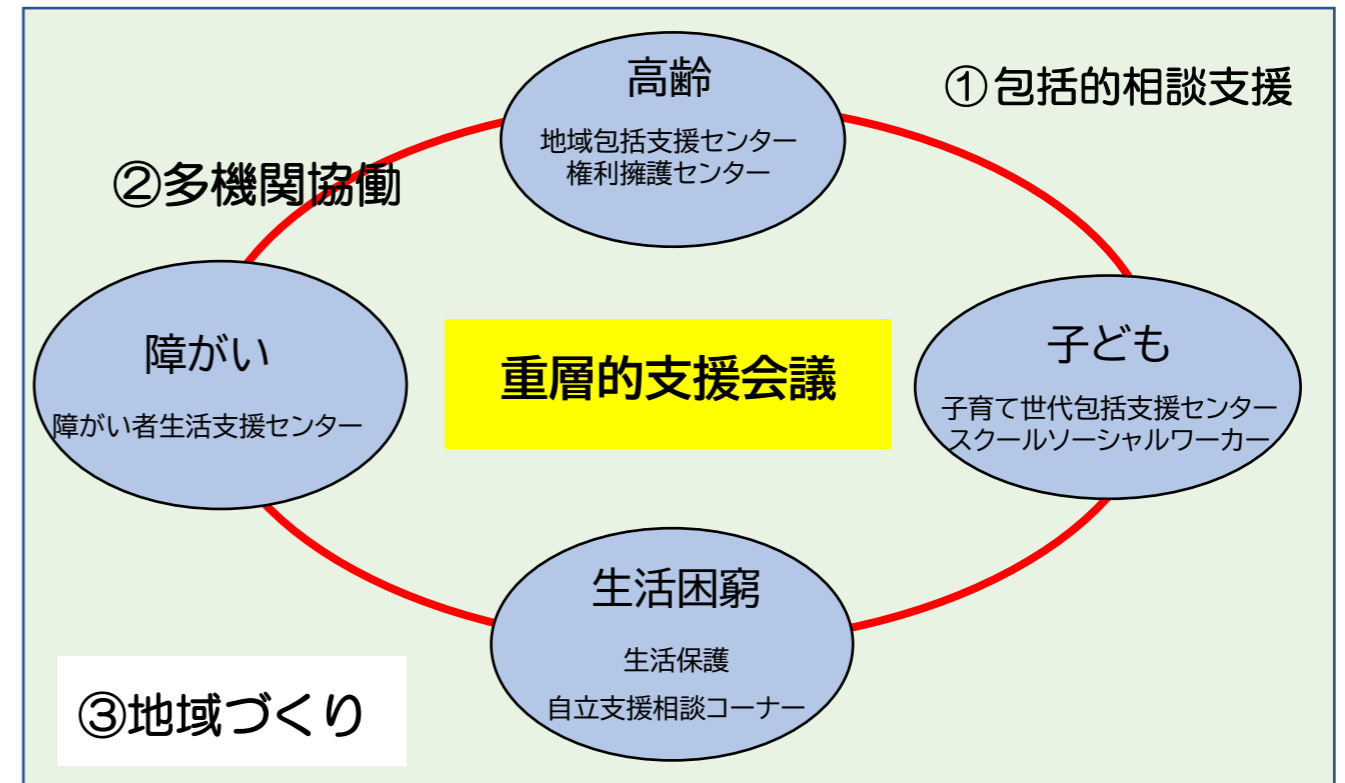 高齢
地域包括支援センター
権利擁護センター
①包括的相談支援
②多機関協働
障がい
障がい者生活支援センター
重層的支援会議
子ども
子育て世代包括支援センター
スクールソーシャルワーカー
生活困窮
生活保護
自立支援相談コーナー
③地域づくり